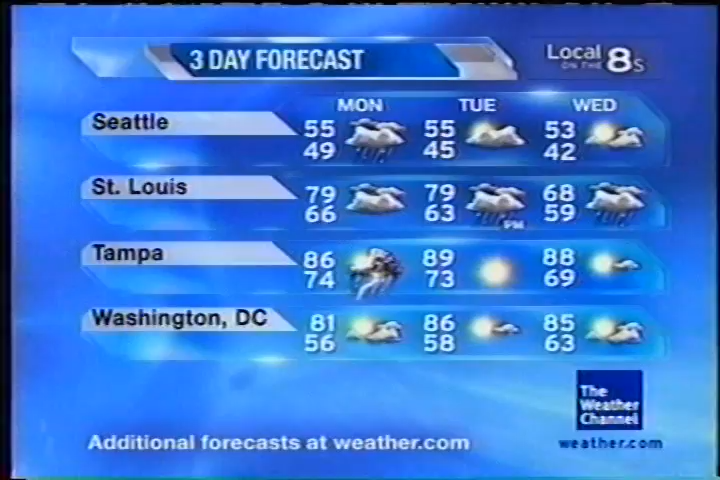 3 DAY FORECAST
Local ON THE 8s
MON TUE WED
Seattle 55 55 53
49 45 42
St. Louis 79 79 68
66 63 PM 59
Tampa 86 89 88
74 73 69
Washington, DC 81 86 85
56 58 63
The
Weather
Channel
Additional forecasts at weather.com
weather.com